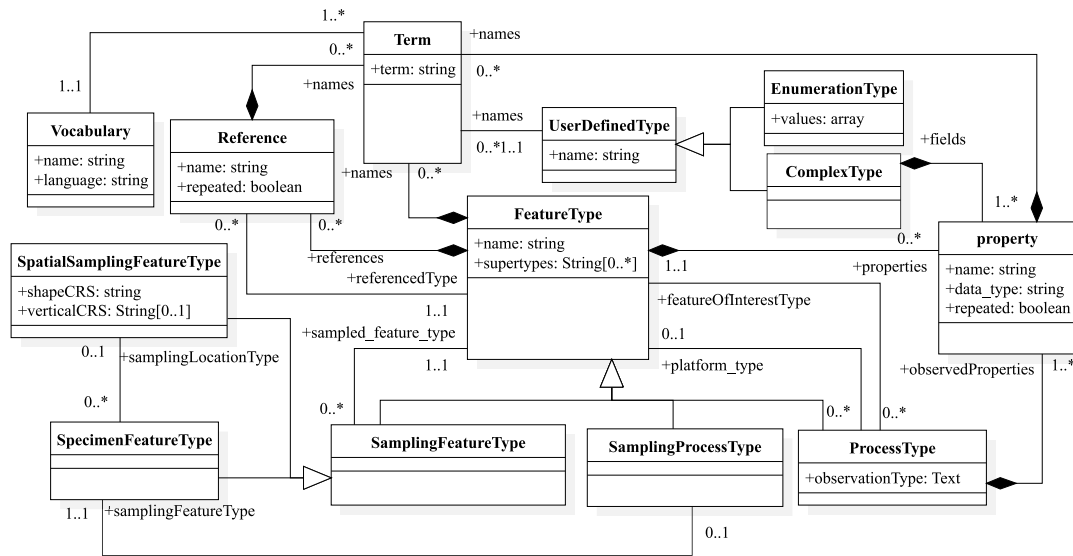 1..*
Term
+names
0..*
+term: string
0..*
+names
EnumerationType
+values: array
1..1
+names
UserDefinedType
+fields
Vocabulary
Reference
0..*
1..1
+name: string
ComplexType
+name: string
+name: string
+language: string
+repeated: boolean
+names
0..*
1..*
FeatureType
0..*
0..*
0..*
property
+name: string
+supertypes: String[0..*]
SpatialSamplingFeatureType
+references
1..1
+properties
+name: string
+referencedType
+data_type: string
+shapeCRS: string
+featureOfInterestType
+repeated: boolean
+verticalCRS: String[0..1]
1..1
+sampled_feature_type
0..1
0..1
+samplingLocationType
1..1
+platform_type
+observedProperties
1..*
0..*
0..*
0..*
0..*
SpecimenFeatureType
SamplingFeatureType
SamplingProcessType
ProcessType
+observationType: Text
1..1
+samplingFeatureType
0..1